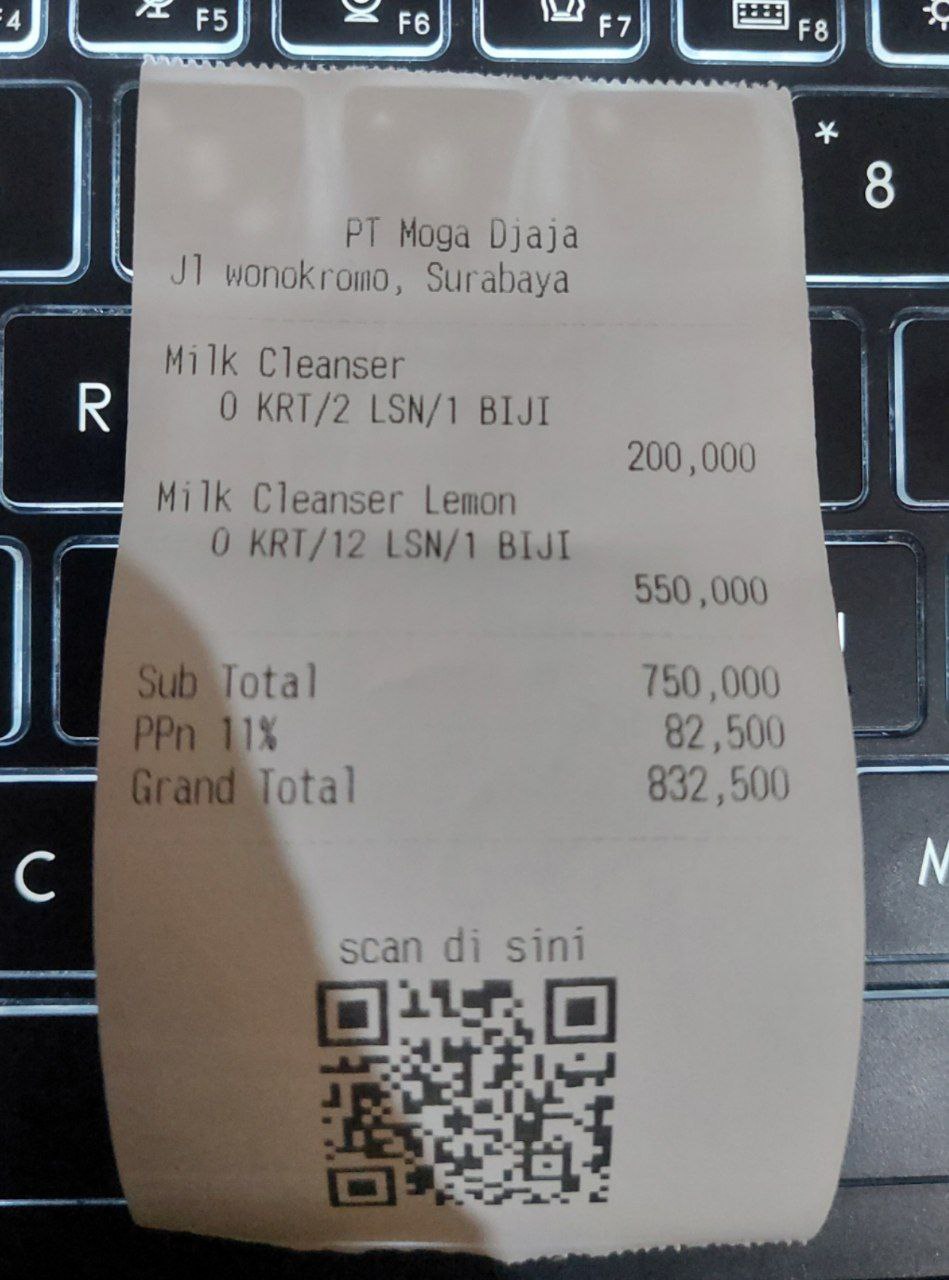 F4
F5
F6
F7
F8
*
8
PT Moga Djaja
Jl wonokromo, Surabaya
Milk Cleanser
0 KRT/2 LSN/1 BIJI
200,000
Milk Cleanser Lemon
0 KRT/12 LSN/1 BIJI
550,000
Sub Total 750,000
PPn 11% 82,500
Grand Total 832,500
scan di sini
R
C
M